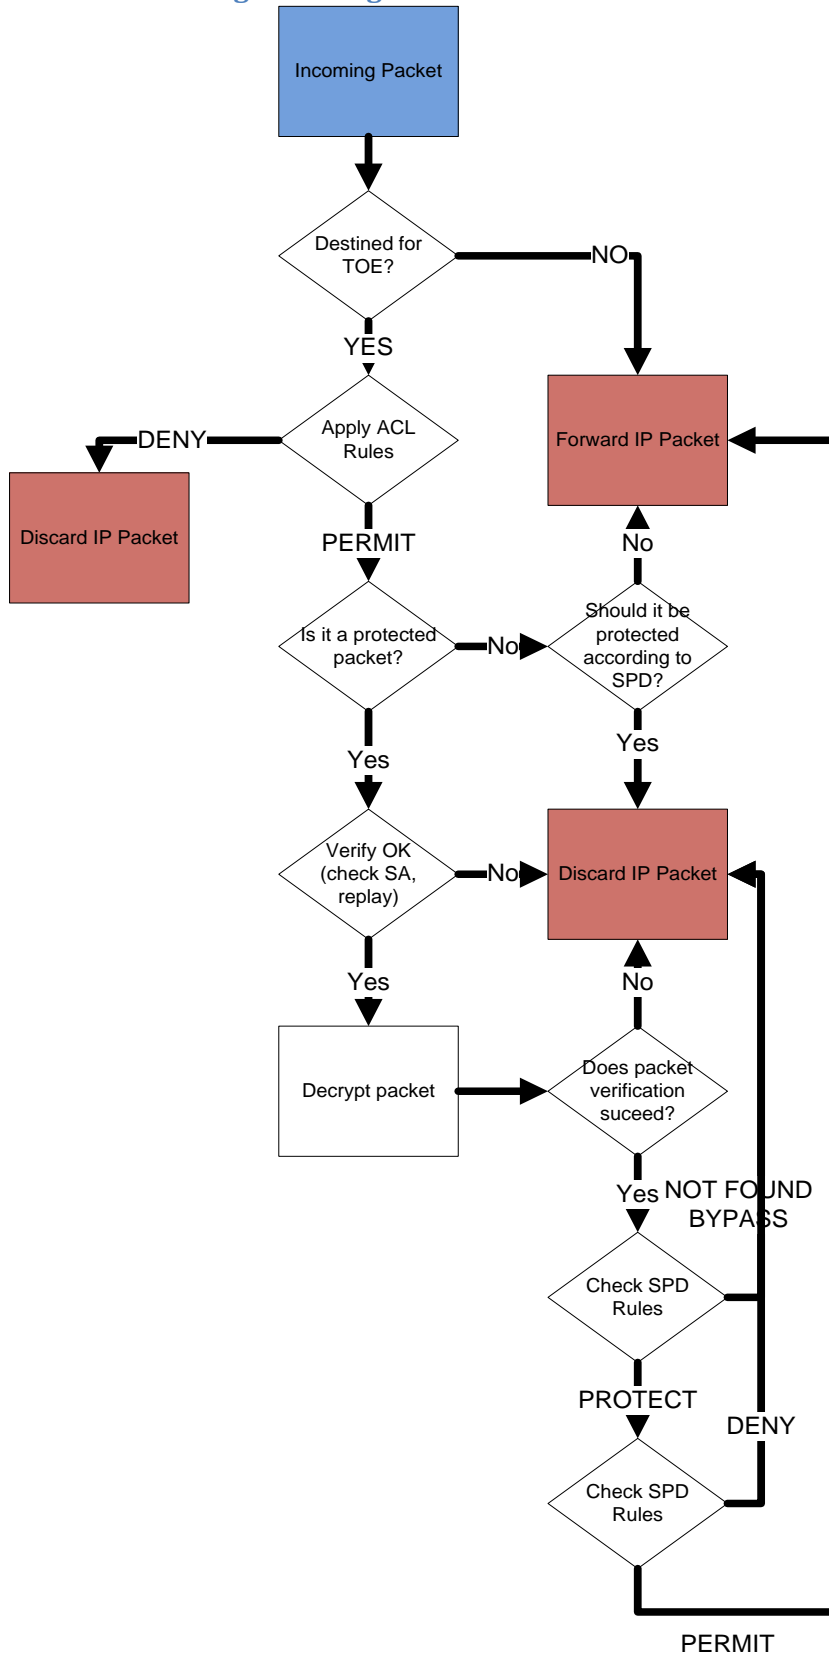 Incoming Packet
Destined for
TOE?
NO
YES
Apply ACL
Rules
DENY
Forward IP Packet
Discard IP Packet
PERMIT
No
Is it a protected
packet?
No
Should it be
protected
according to
SPD?
Yes
Yes
Verify OK
(check SA,
replay)
No
Discard IP Packet
Yes
No
Decrypt packet
Does packet
verification
suceed?
Yes
NOT FOUND
BYPASS
Check SPD
Rules
PROTECT
DENY
Check SPD
Rules
PERMIT